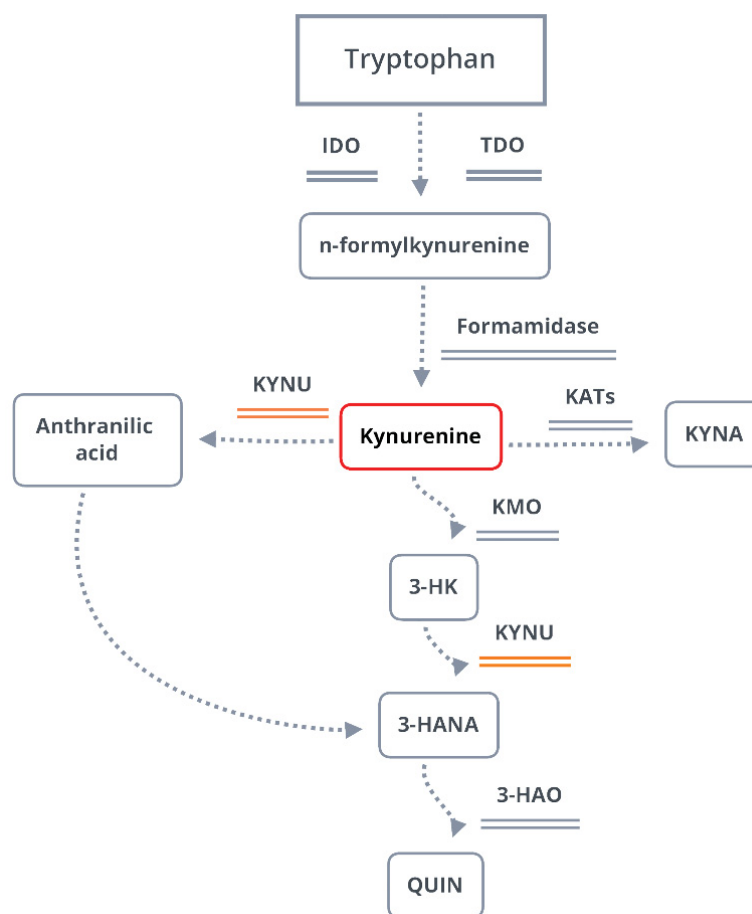 Tryptophan
IDO
TDO
n-formylkynurenine
Formamidase
KYNU
KATs
Anthranilic
acid
Kynurenine
KYNA
KMO
3-HK
KYNU
3-HANA
3-HAO
QUIN